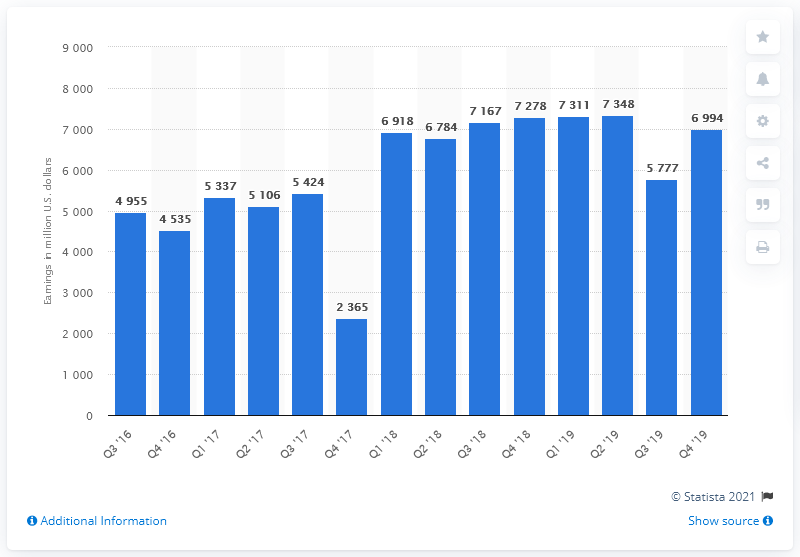 9 000
8 000
7 000
6 000
5 000
4 000
3 000
2 000
1 000
0
Earnings in million U.S. dollars
4 955
4 535
5 337
5 106
5 424
2 365
6 918
6 784
7 167
7 278
7 311
7 348
5 777
6 994
Q3 '16
Q4 '16
Q1 '17
Q2 '17
Q3 '17
Q4 '17
Q1 '18
Q2 '18
Q3 '18
Q4 '18
Q1 '19
Q2 '19
Q3 '19
Q4 '19
© Statista 2021
Additional Information
Show source